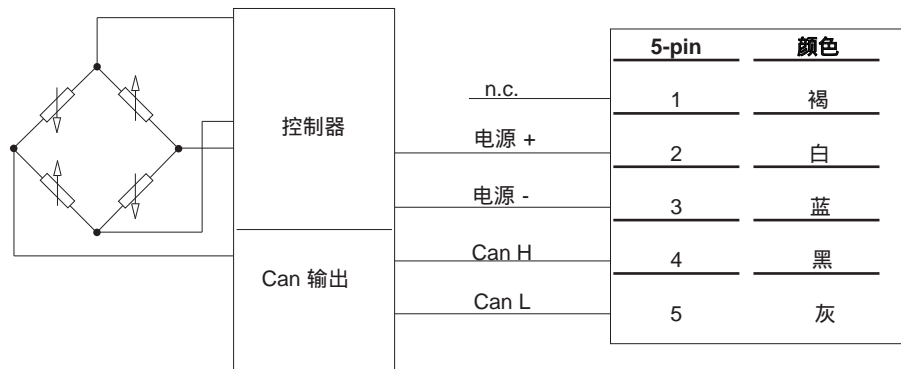 5-pin 颜色
n.c. 1 褐
控制器
电源 + 2 白
电源 - 3 蓝
Can H 4 黑
Can 输出
Can L 5 灰